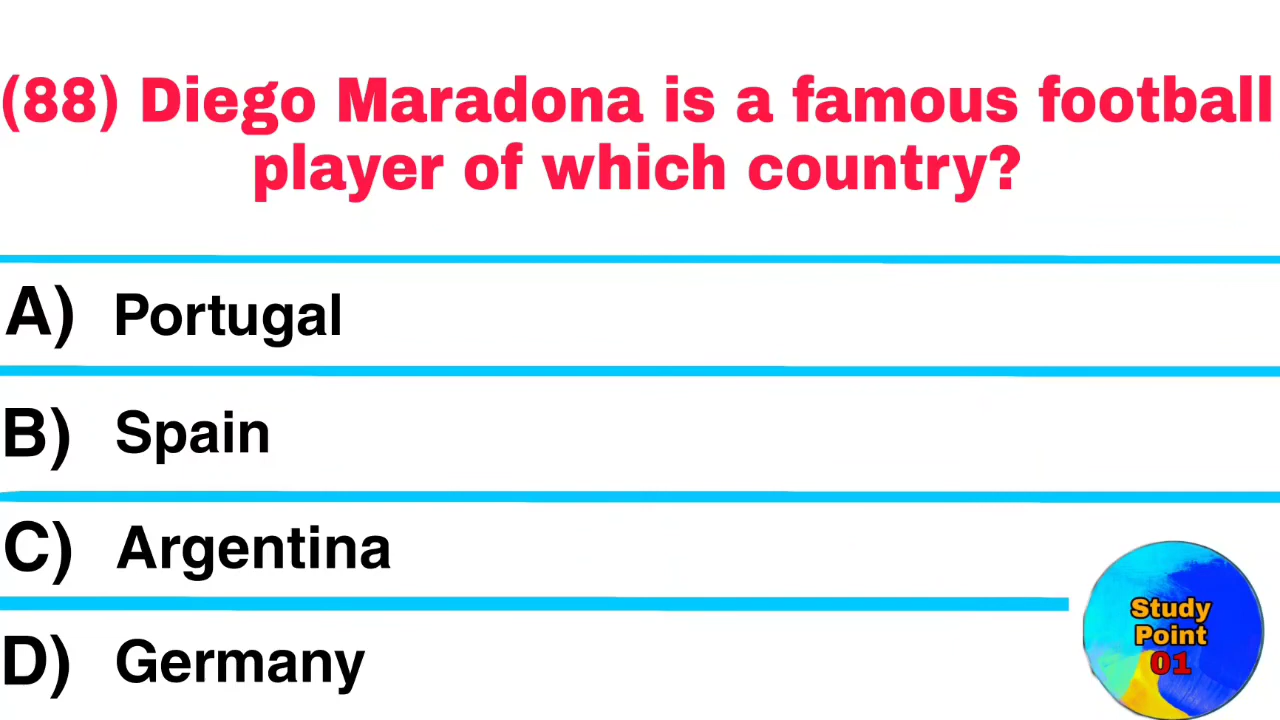 (88) Diego Maradona is a famous football
player of which country?
A) Portugal
B) Spain
C) Argentina
D) Germany
Study
Point
01